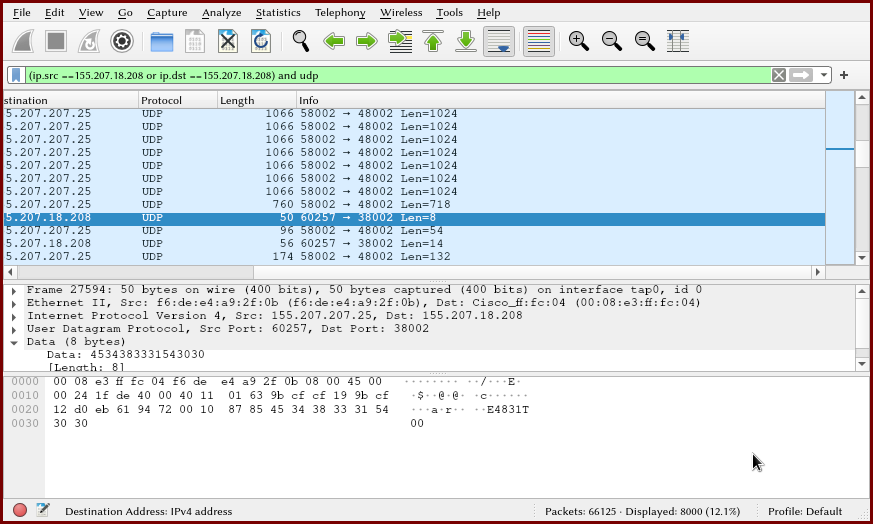 File Edit View Go Capture Analyze Statistics Telephony Wireless Tools Help
(ip.src ==155.207.18.208 or ip.dst ==155.207.18.208) and udp
stination Protocol Length Info
5.207.207.25 UDP 1066 58002 → 48002 Len=1024
5.207.207.25 UDP 1066 58002 → 48002 Len=1024
5.207.207.25 UDP 1066 58002 → 48002 Len=1024
5.207.207.25 UDP 1066 58002 → 48002 Len=1024
5.207.207.25 UDP 1066 58002 → 48002 Len=1024
5.207.207.25 UDP 1066 58002 → 48002 Len=1024
5.207.207.25 UDP 1066 58002 → 48002 Len=1024
5.207.207.25 UDP 760 58002 → 48002 Len=718
5.207.18.208 UDP 50 60257 → 38002 Len=8
5.207.207.25 UDP 96 58002 → 48002 Len=54
5.207.18.208 UDP 56 60257 → 38002 Len=14
5.207.207.25 UDP 174 58002 → 48002 Len=132
Frame 27594: 50 bytes on wire (400 bits), 50 bytes captured (400 bits) on interface tap0, id 0
Ethernet II, Src: f6:de:e4:a9:2f:0b (f6:de:e4:a9:2f:0b), Dst: Cisco_ff:fc:04 (00:08:e3:ff:fc:04)
Internet Protocol Version 4, Src: 155.207.207.25, Dst: 155.207.18.208
User Datagram Protocol, Src Port: 60257, Dst Port: 38002
Data (8 bytes)
Data: 4534383331543030
[Length: 8]
0000 00 08 e3 ff fc 04 f6 de e4 a9 2f 0b 08 00 45 00 ········ ··/···E·
0010 00 24 1f de 40 00 40 11 01 63 9b cf cf 19 9b cf ·$··@·@· ·c······
0020 12 d0 eb 61 94 72 00 10 87 85 45 34 38 33 31 54 ···a·r·· ··E4831T
0030 30 30 00
Destination Address: IPv4 address Packets: 66125 · Displayed: 8000 (12.1%) Profile: Default